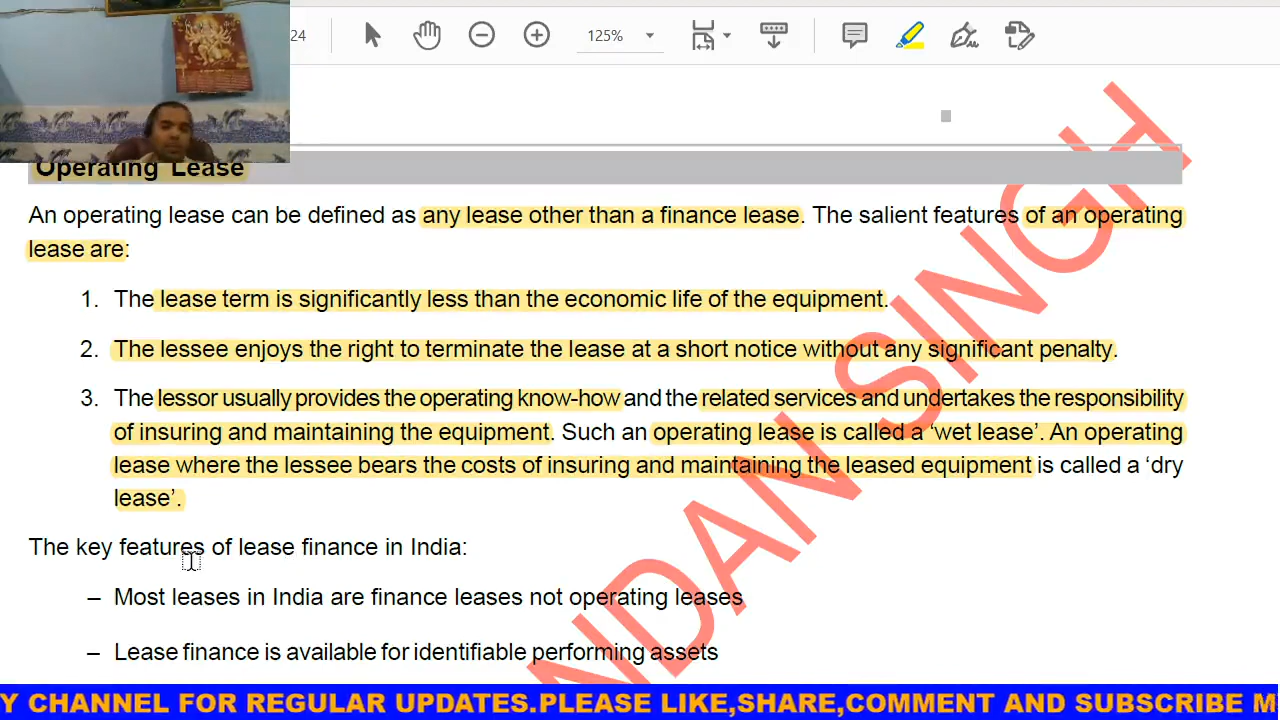 24
125%
Operating Lease
An operating lease can be defined as any lease other than a finance lease. The salient features of an operating
lease are:
1. The lease term is significantly less than the economic life of the equipment.
2. The lessee enjoys the right to terminate the lease at a short notice without any significant penalty.
3. The lessor usually provides the operating know-how and the related services and undertakes the responsibility
of insuring and maintaining the equipment. Such an operating lease is called a ‘wet lease’. An operating
lease where the lessee bears the costs of insuring and maintaining the leased equipment is called a ‘dry
lease’.
The key features of lease finance in India:
– Most leases in India are finance leases not operating leases
– Lease finance is available for identifiable performing assets
NDAN SINGH
Y CHANNEL FOR REGULAR UPDATES.PLEASE LIKE,SHARE,COMMENT AND SUBSCRIBE M